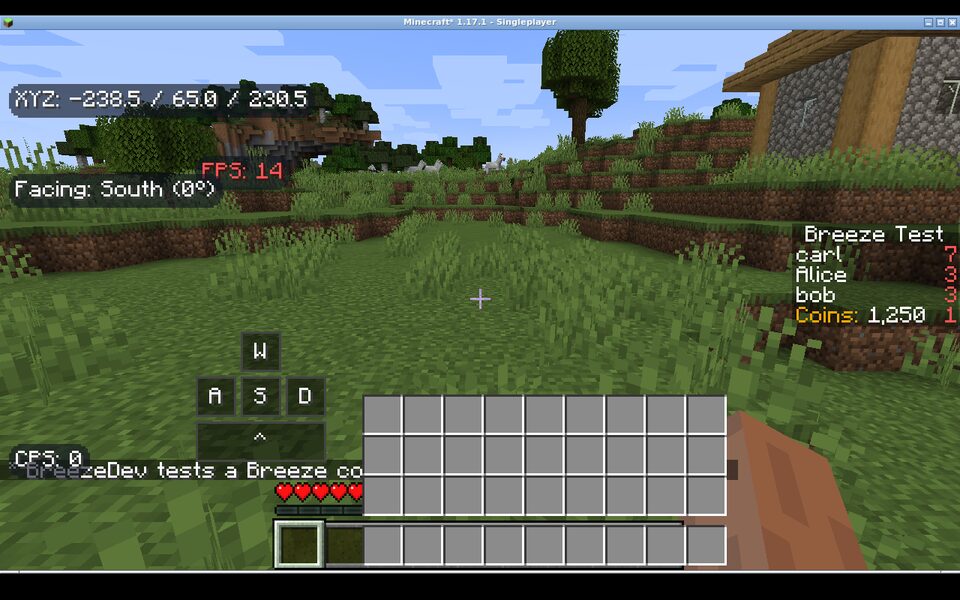 Minecraft* 1.17.1 - Singleplayer
XYZ: -238.5 / 65.0 / 230.5
FPS: 14
Facing: South (0°)
Breeze Test
carl 7
Alice 3
bob 3
Coins: 1,250 1
W
A S D
^
CPS: 0
BreezeDev tests a Breeze co